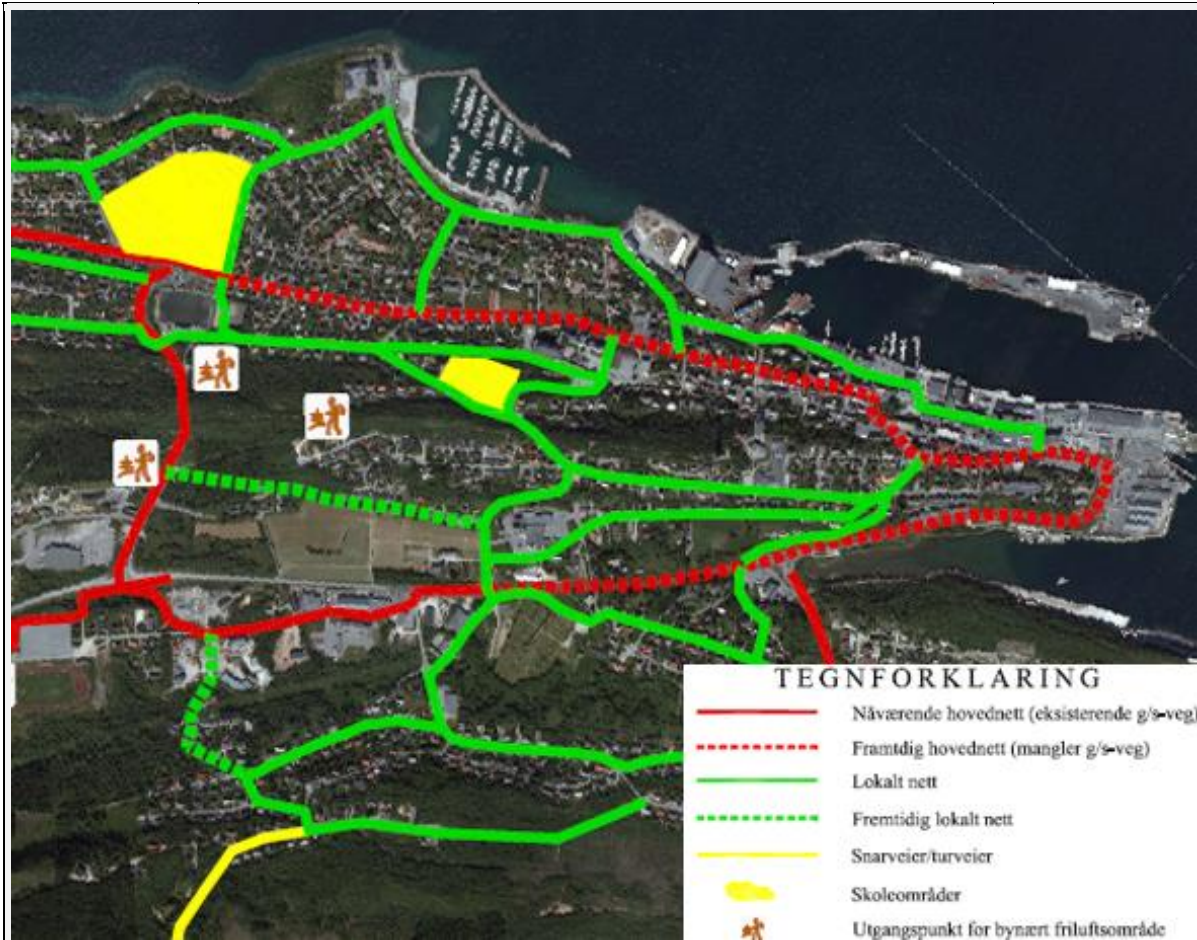 TEGNFORKLARING
Nåværende hovednett (eksisterende g/s-veg)
Framtdig hovednett (mangler g/s-veg)
Lokalt nett
Fremtidig lokalt nett
Snarveier/turveier
Skoleområder
Utgangspunkt for bynært friluftsområde